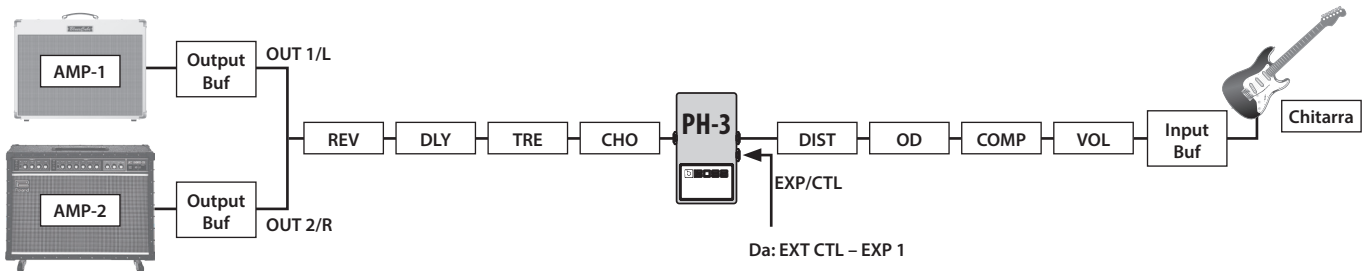 AMP-1
Output
Buf
OUT 1/L
REV
DLY
TRE
CHO
PH-3
BOSS
EXP/CTL
DIST
OD
COMP
VOL
Input
Buf
Chitarra
AMP-2
Output
Buf
OUT 2/R
Da: EXT CTL – EXP 1